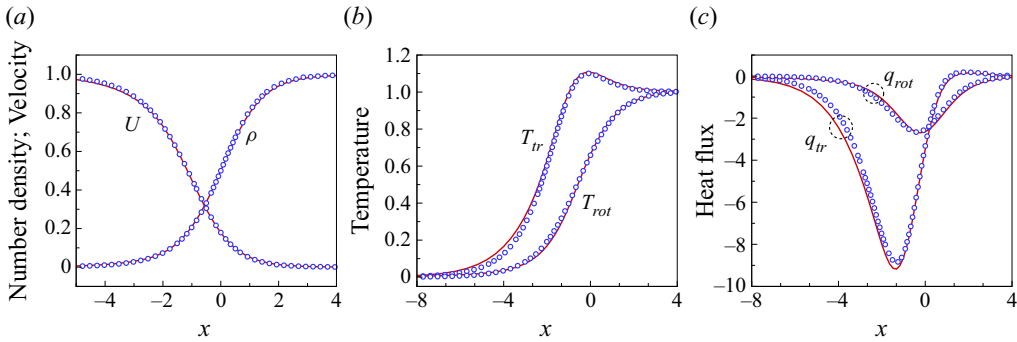 (a)
Number density; Velocity
1.0
0.8
0.6
0.4
0.2
0
U
ρ
−4
−2
0
2
4
x
(b)
Temperature
1.2
1.0
0.8
0.6
0.4
0.2
0
T_tr
T_rot
−8
−4
0
4
x
(c)
Heat flux
0
−2
−4
−6
−8
−10
q_rot
q_tr
−8
−4
0
4
x